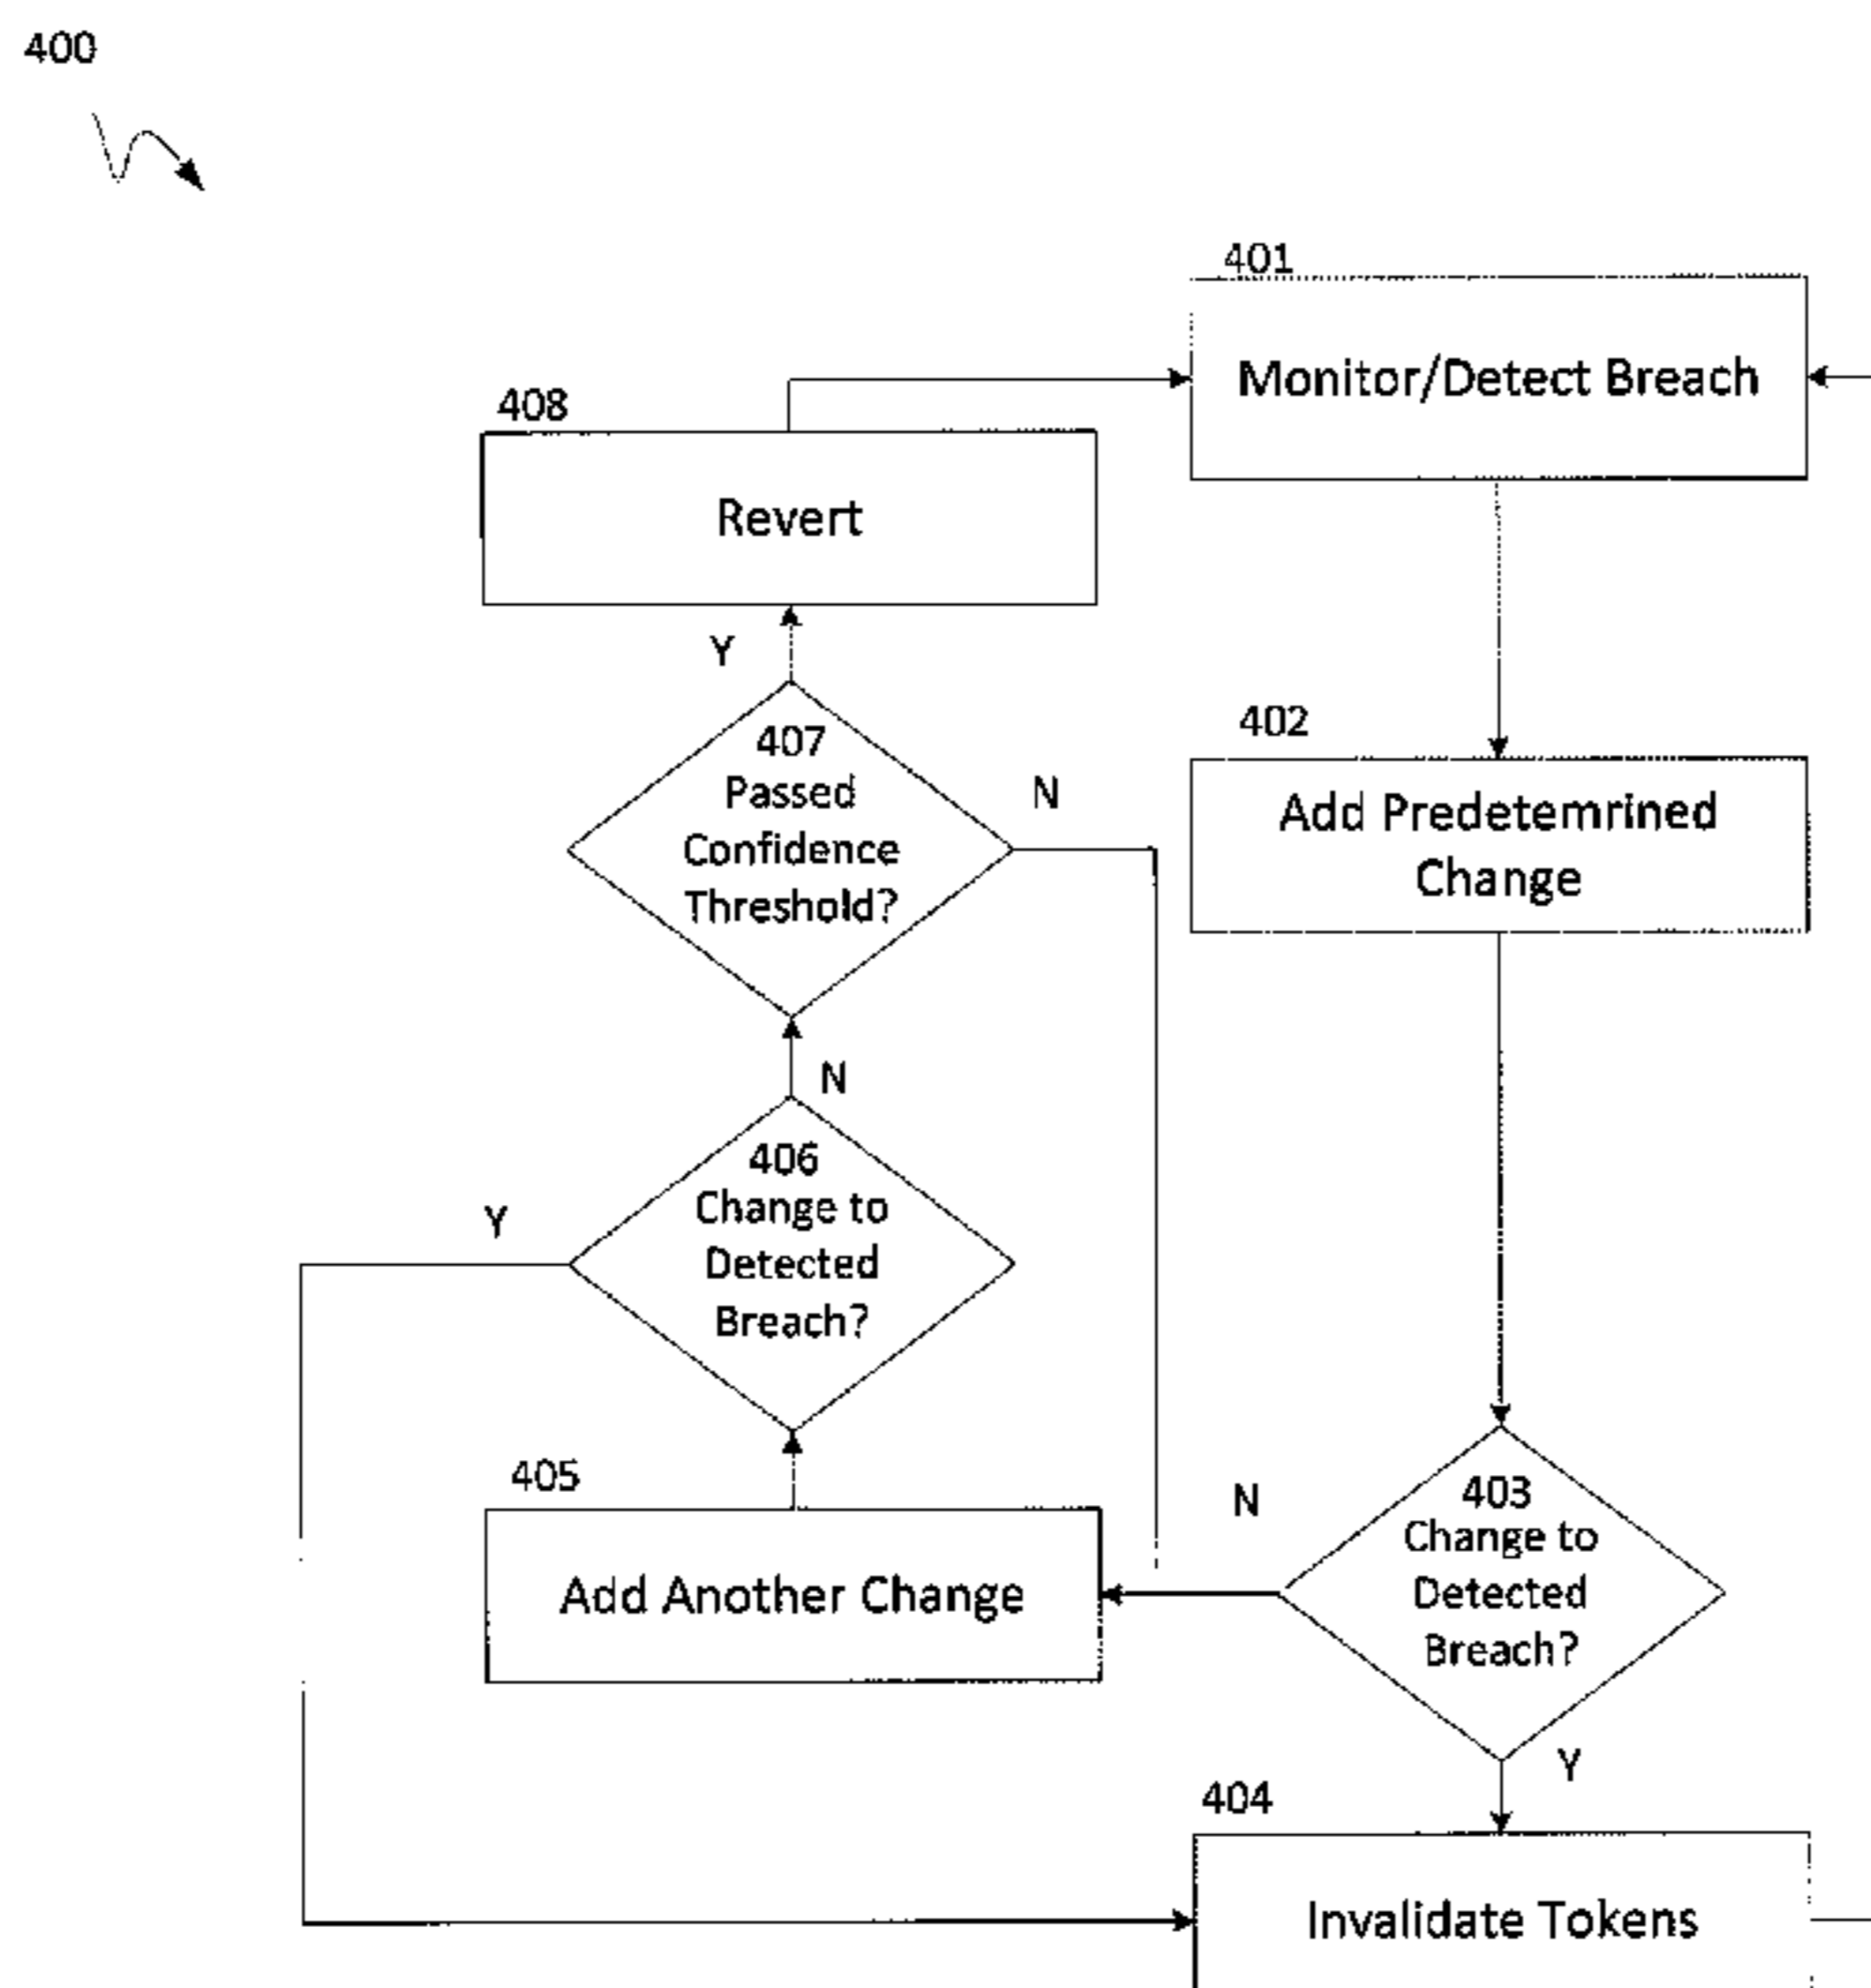 400
401
Monitor/Detect Breach
408
Revert
Y
407
Passed
Confidence
Threshold?
N
402
Add Predetemrined
Change
N
406
Change to
Detected
Breach?
Y
405
Add Another Change
N
403
Change to
Detected
Breach?
Y
404
Invalidate Tokens